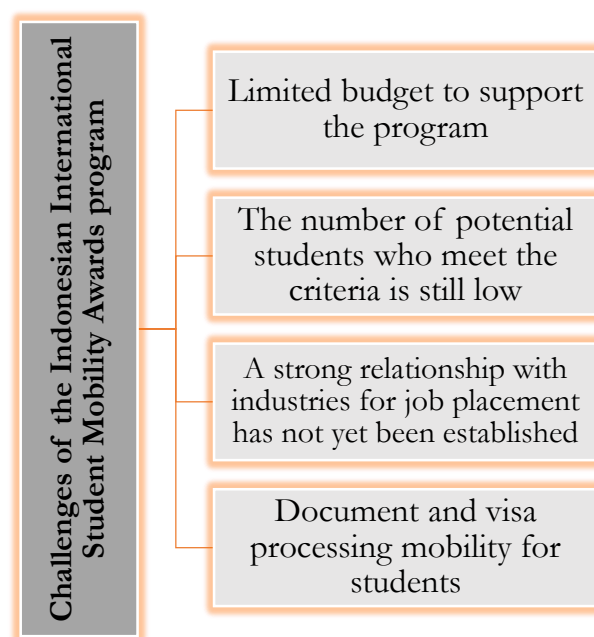 Challenges of the Indonesian International
Student Mobility Awards program
Limited budget to support
the program
The number of potential
students who meet the
criteria is still low
A strong relationship with
industries for job placement
has not yet been established
Document and visa
processing mobility for
students